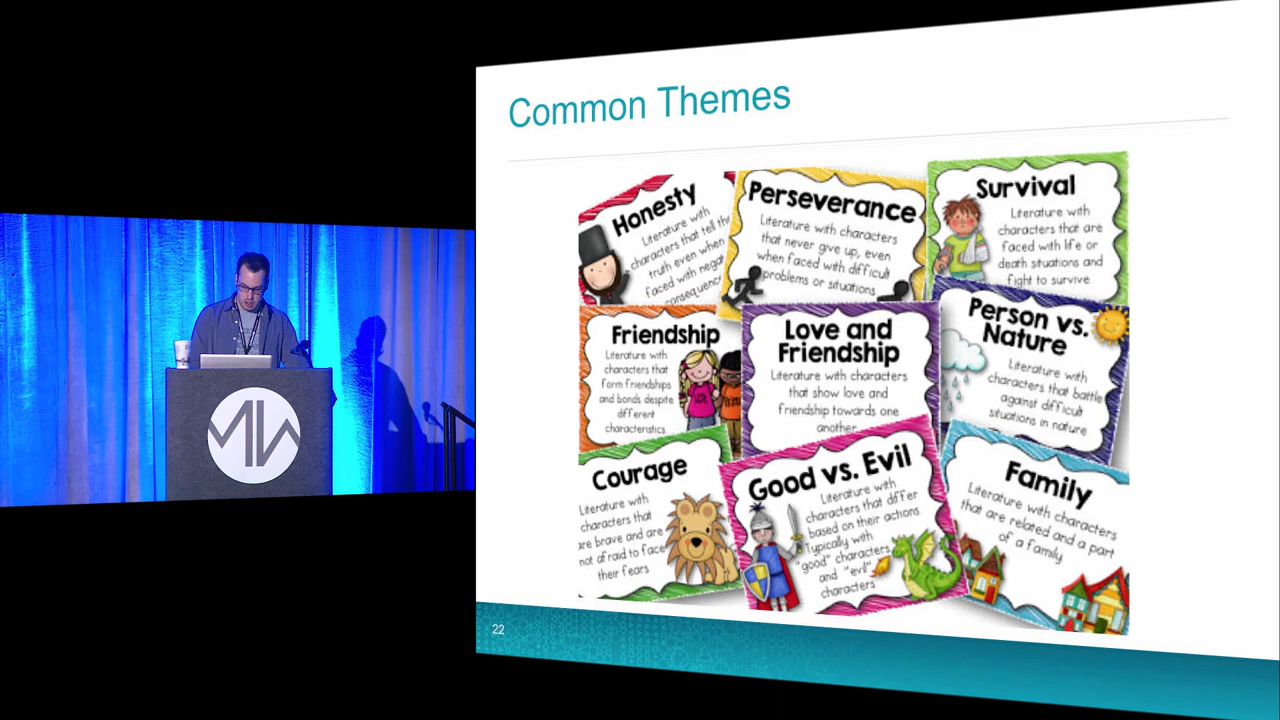 Common Themes
Honesty
Literature with
characters that tell th
truth even when
faced with negat
consequenc
Perseverance
Literature with characters
that never give up, even
when faced with difficult
problems or situations
Survival
Literature with
characters that are
faced with life or
death situations and
fight to survive
Friendship
Literature with
characters that
form friendships
and bonds despite
different
characteristics
Love and
Friendship
Literature with characters
that show love and
friendship towards one
another
Person vs.
Nature
Literature with
characters that battle
against difficult
situations in nature
Courage
Literature with
characters that
are brave and are
not afraid to face
their fears
Good vs. Evil
Literature with
characters that differ
based on their actions
Typically with
"good" characters
and "evil"
characters
Family
Literature with characters
that are related and a part
of a family
22
MW